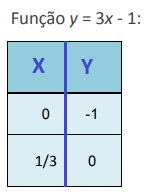 Função y = 3x - 1:
X Y
0 -1
1/3 0